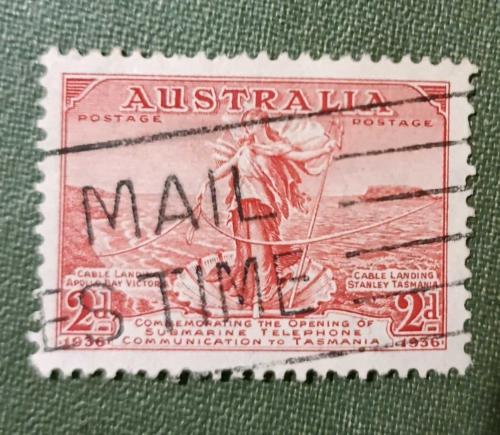 AUSTRALIA
POSTAGE POSTAGE
MAIL
CABLE LANDING CABLE LANDING
APOLLO BAY VICTORIA STANLEY TASMANIA
ES TIME
2d. 2d.
COMMEMORATING THE OPENING OF
SUBMARINE TELEPHONE
1936 COMMUNICATION TO TASMANIA 1936